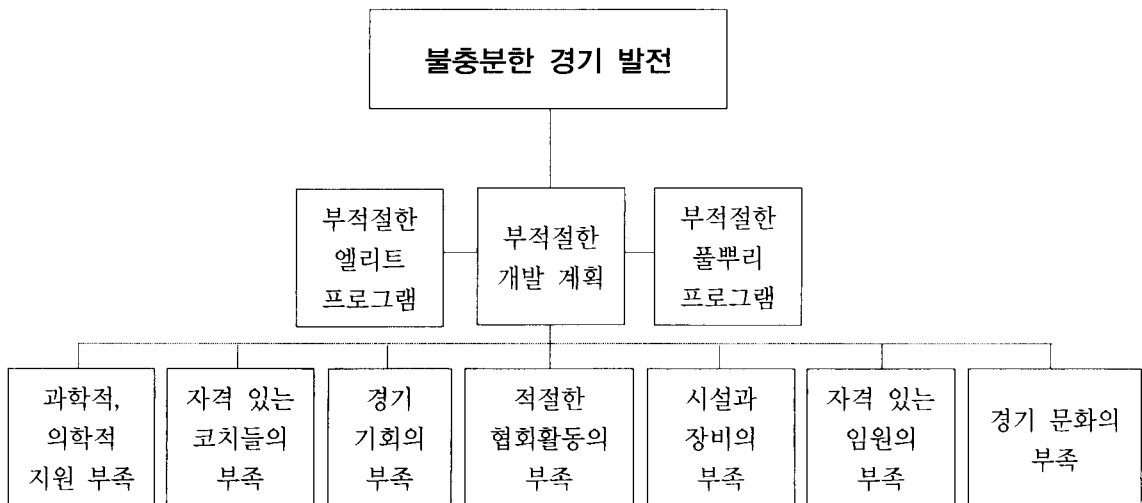 불충분한 경기 발전
부적절한
엘리트
프로그램
부적절한
개발 계획
부적절한
풀뿌리
프로그램
과학적,
의학적
지원 부족
자격 있는
코치들의
부족
경기
기회의
부족
적절한
협회활동의
부족
시설과
장비의
부족
자격 있는
임원의
부족
경기 문화의
부족